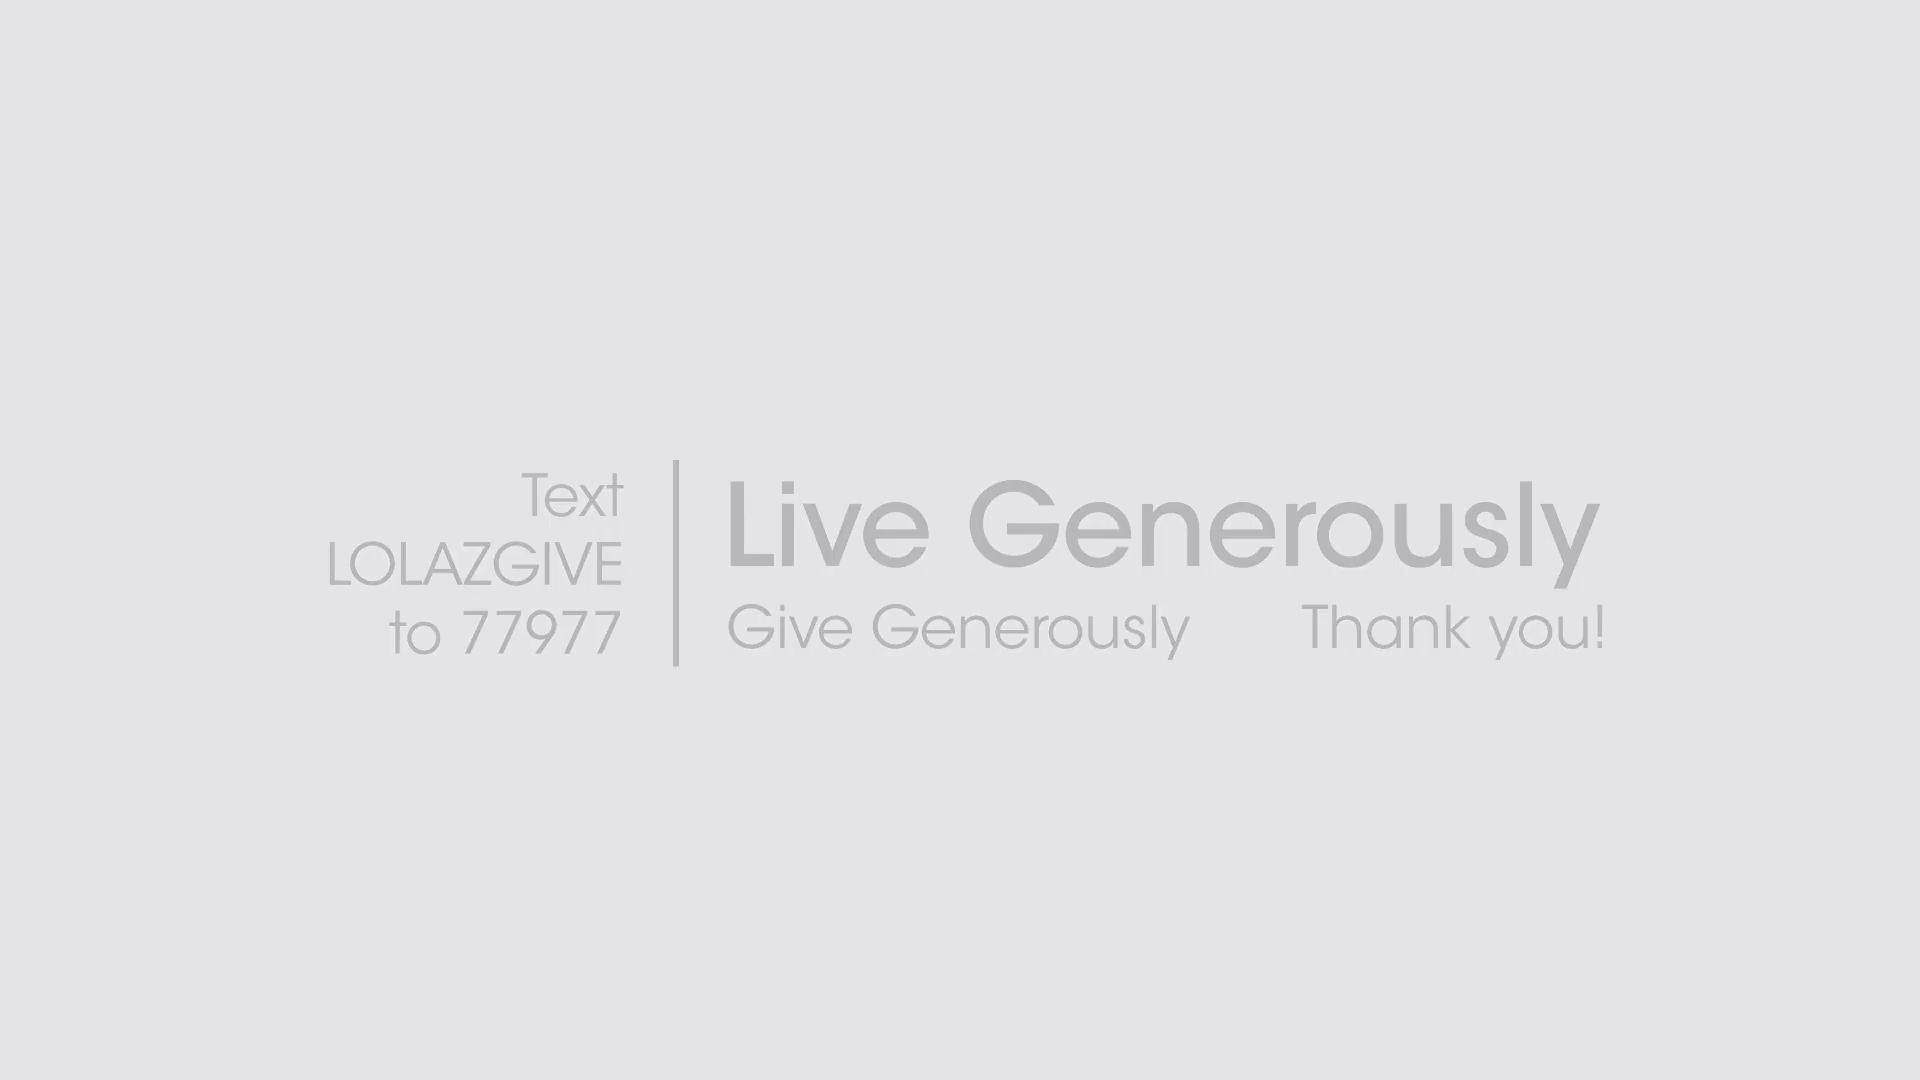 Text
LOLAZGIVE
to 77977
Live Generously
Give Generously Thank you!